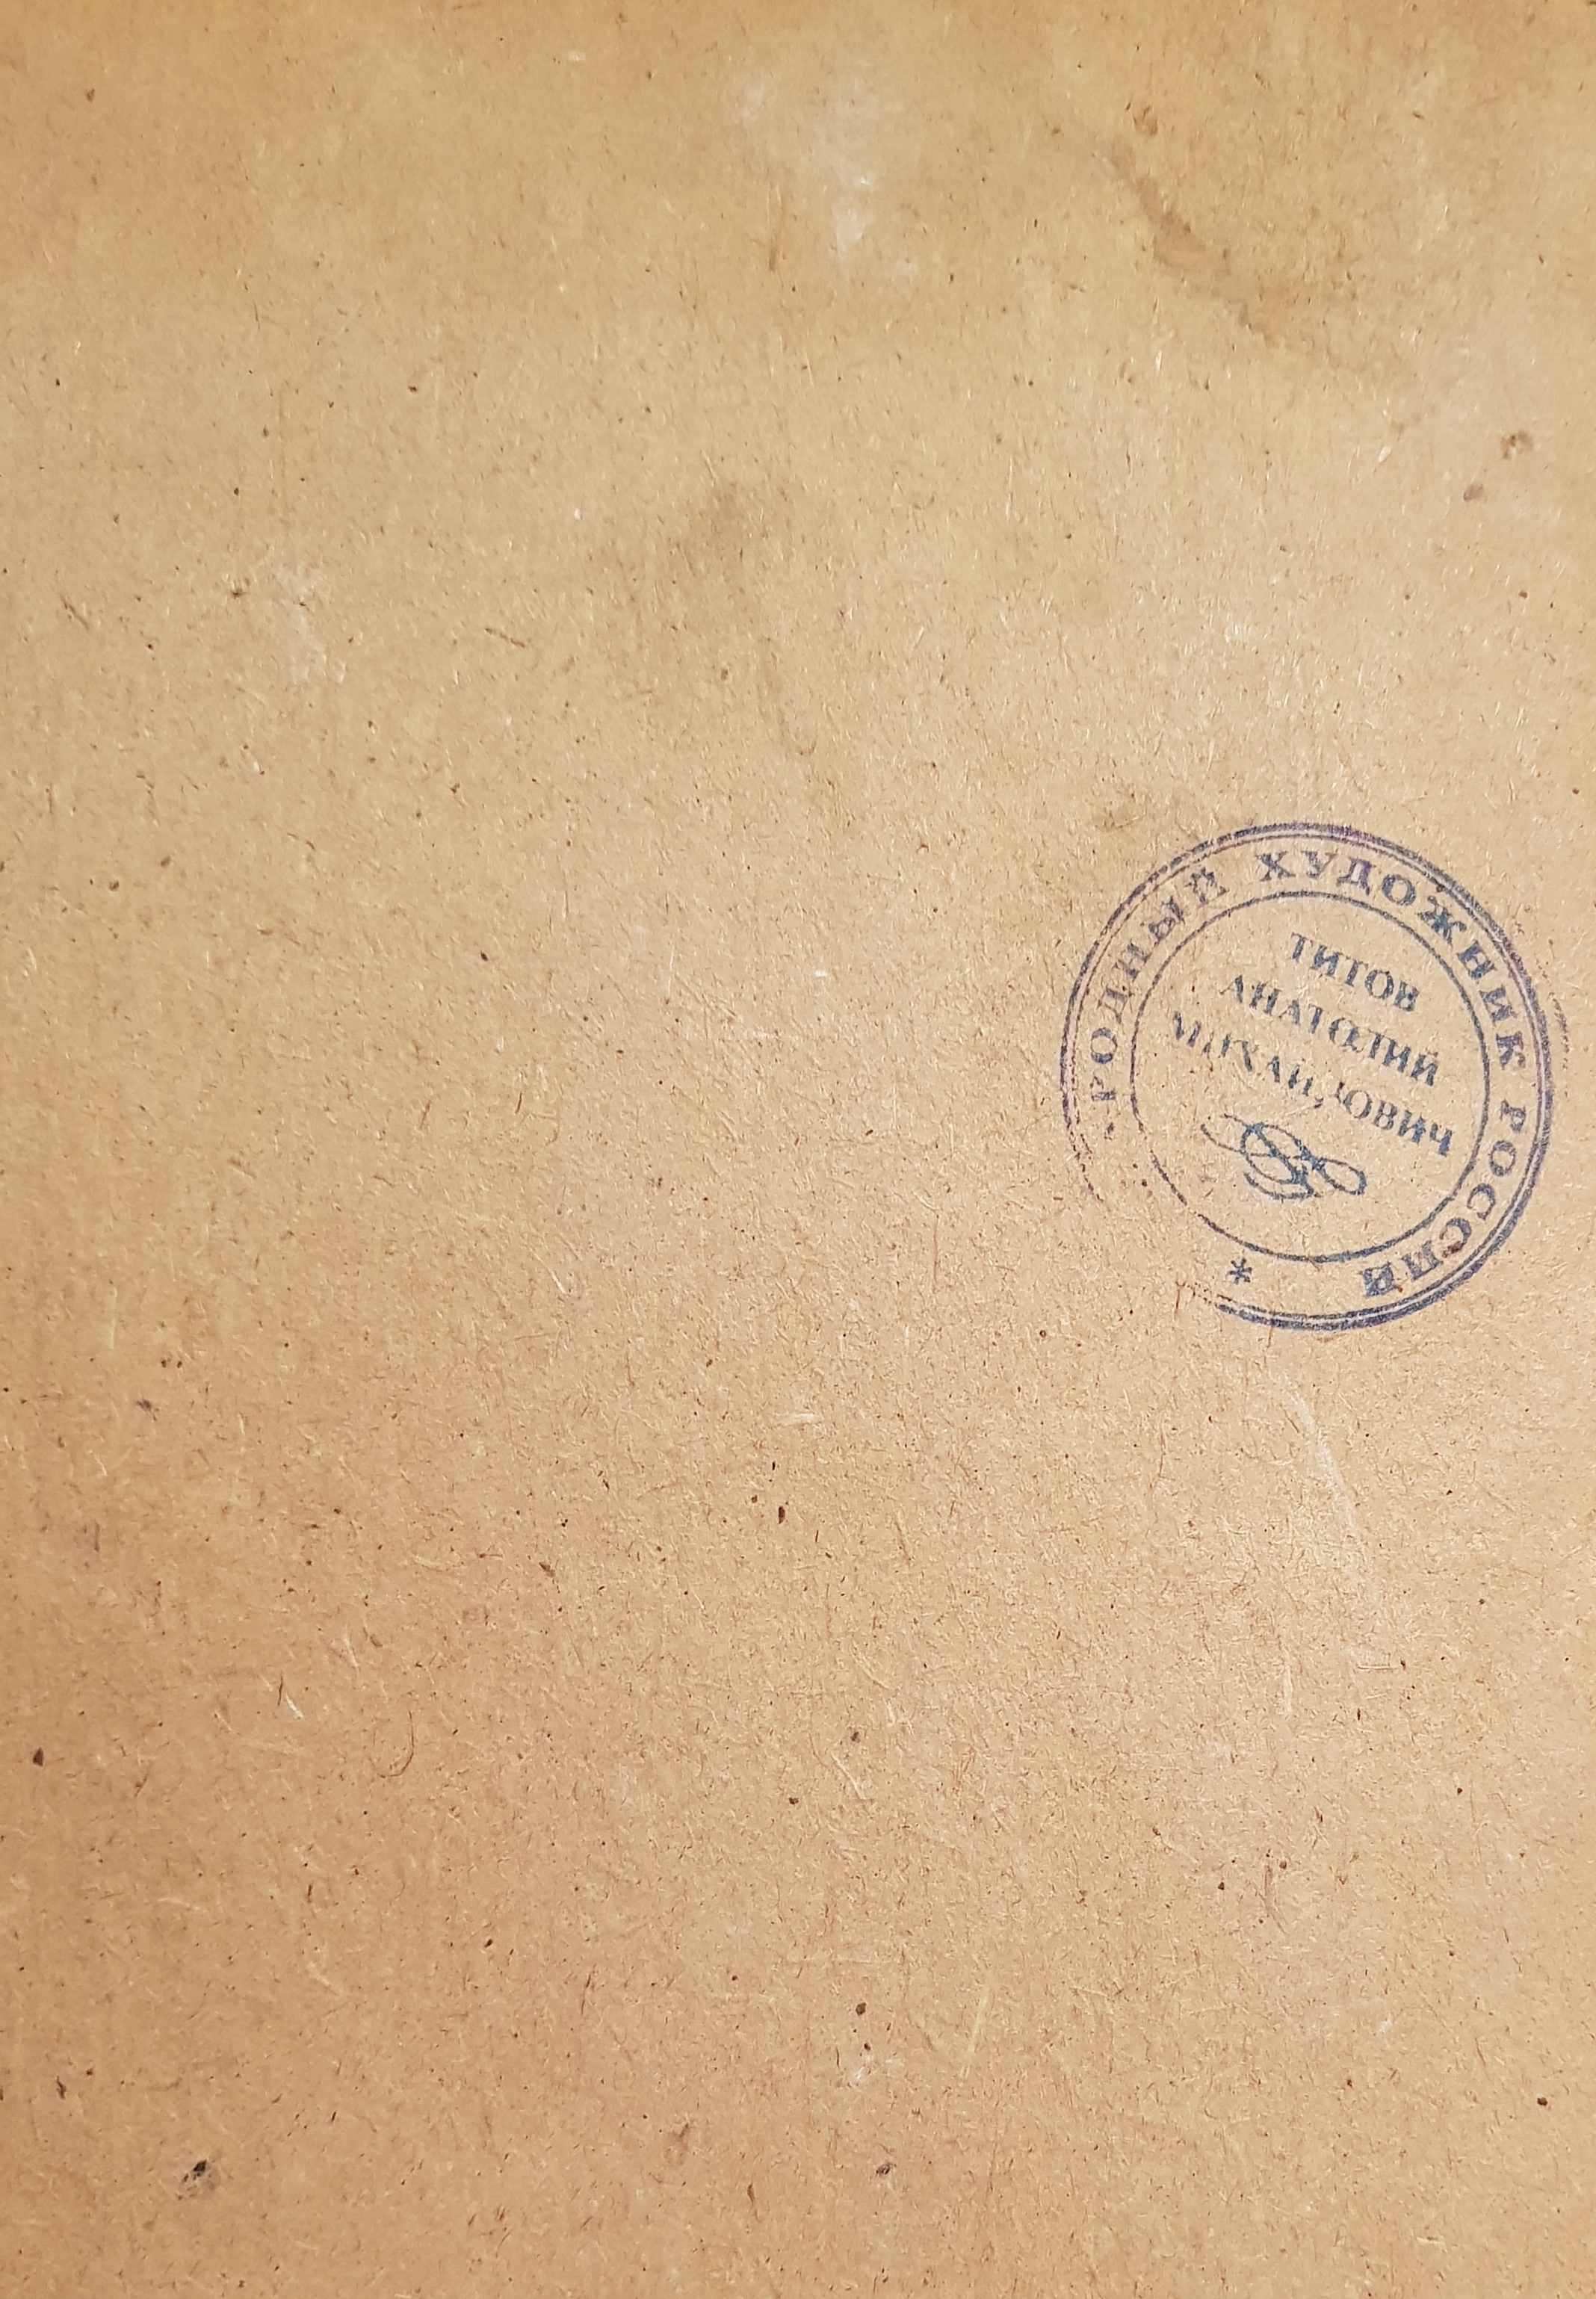 РОДНЫЙ ХУДОЖНИК РОССИИ *
ТИТОВ
АНАТОЛИЙ
МИХАЙЛОВИЧ